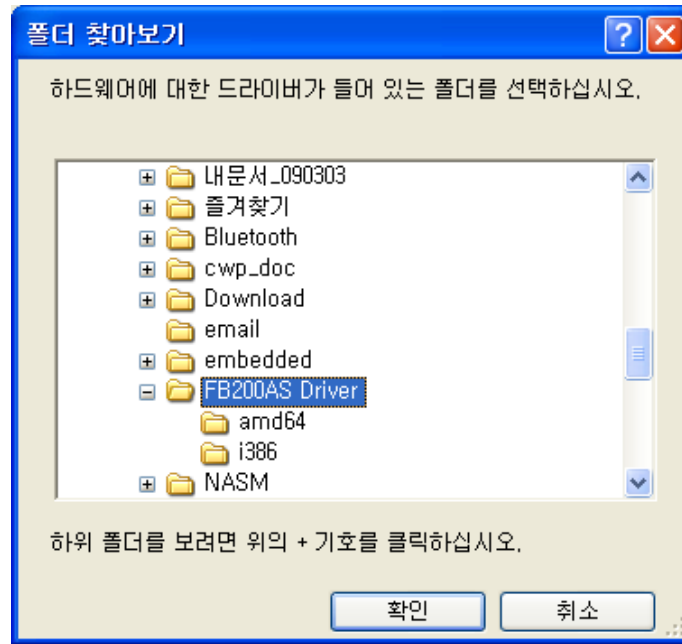 폴더 찾아보기
하드웨어에 대한 드라이버가 들어 있는 폴더를 선택하십시오.
내문서_090303
즐겨찾기
Bluetooth
cwp_doc
Download
email
embedded
FB200AS Driver
amd64
i386
NASM
하위 폴더를 보려면 위의 + 기호를 클릭하십시오.
확인 취소